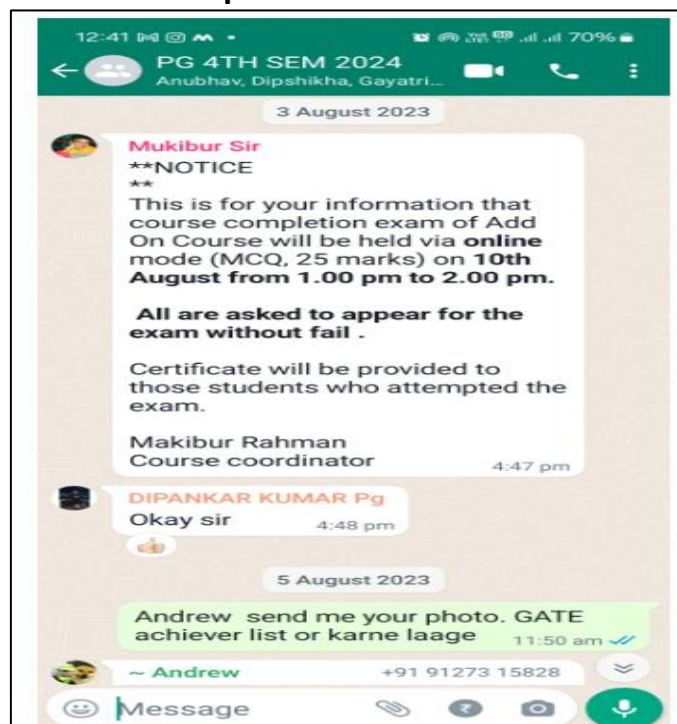 12:41
70%
PG 4TH SEM 2024
Anubhav, Dipshikha, Gayatri...
3 August 2023
Mukibur Sir
**NOTICE
**
This is for your information that
course completion exam of Add
On Course will be held via online
mode (MCQ, 25 marks) on 10th
August from 1.00 pm to 2.00 pm.
All are asked to appear for the
exam without fail .
Certificate will be provided to
those students who attempted the
exam.
Makibur Rahman
Course coordinator
4:47 pm
DIPANKAR KUMAR Pg
Okay sir 4:48 pm
5 August 2023
Andrew send me your photo. GATE
achiever list or karne laage 11:50 am
~ Andrew +91 91273 15828
Message